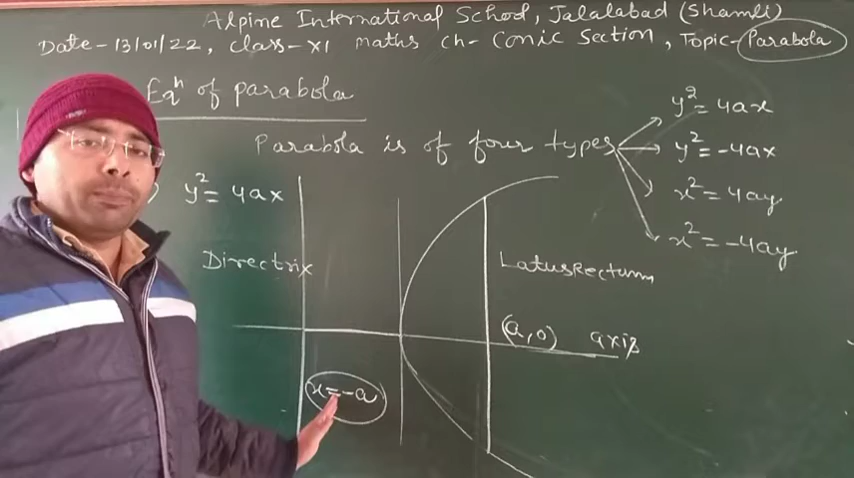 Alpine International School, Jalalabad (Shamli)
Date-13/01/22, class-XI maths ch- Conic Section, Topic-Parabola
Eqⁿ of parabola
Parabola is of four types
y²=4ax
y²=-4ax
x²=4ay
x²=-4ay
) y²=4ax
Directrix
LatusRectum
(a,0) axis
x=-a